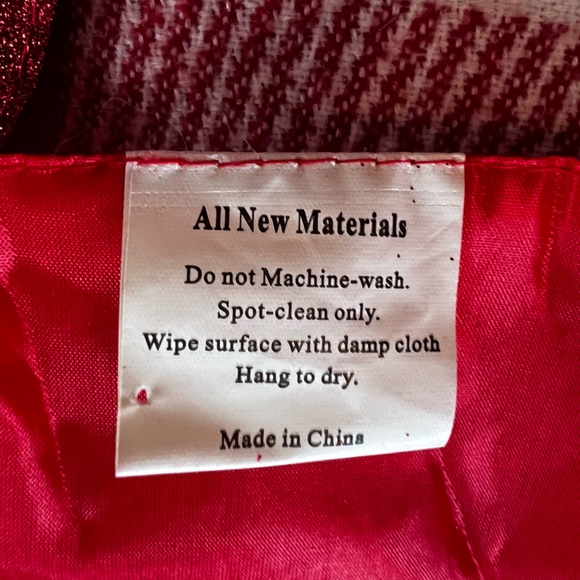 All New Materials
Do not Machine-wash.
Spot-clean only.
Wipe surface with damp cloth
Hang to dry.
Made in China